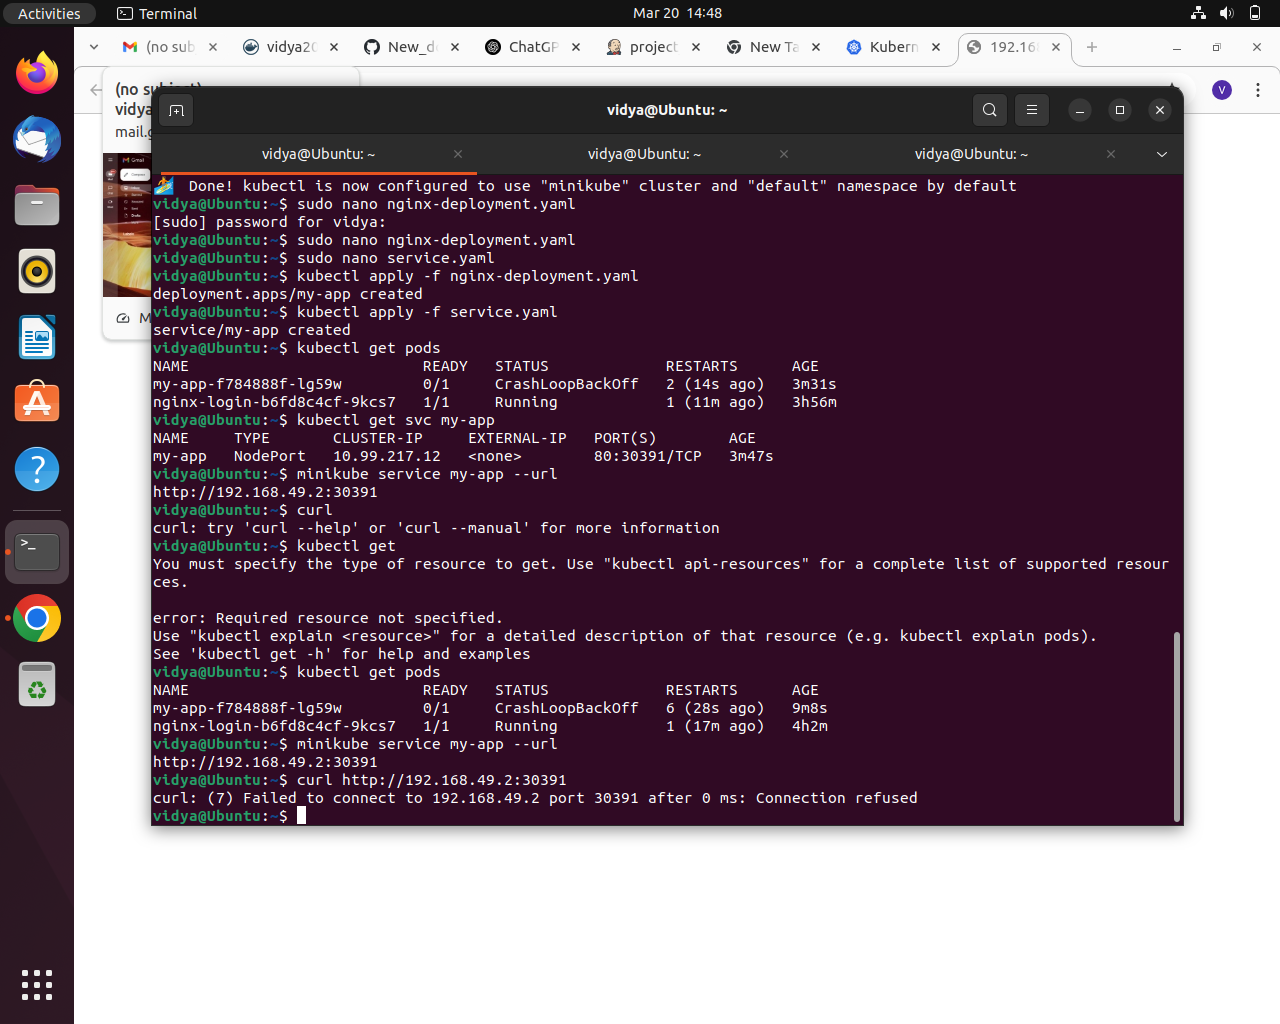 Activities
Terminal
Mar 20 14:48
(no sub
vidya20
New_d
ChatGP
project
New Ta
Kubern
192.16
V
(no subject)
vidya
mail.g
Gmail
M
vidya@Ubuntu: ~
vidya@Ubuntu: ~
vidya@Ubuntu: ~
vidya@Ubuntu: ~
Done! kubectl is now configured to use "minikube" cluster and "default" namespace by default
vidya@Ubuntu:~$ sudo nano nginx-deployment.yaml
[sudo] password for vidya:
vidya@Ubuntu:~$ sudo nano nginx-deployment.yaml
vidya@Ubuntu:~$ sudo nano service.yaml
vidya@Ubuntu:~$ kubectl apply -f nginx-deployment.yaml
deployment.apps/my-app created
vidya@Ubuntu:~$ kubectl apply -f service.yaml
service/my-app created
vidya@Ubuntu:~$ kubectl get pods
NAME READY STATUS RESTARTS AGE
my-app-f784888f-lg59w 0/1 CrashLoopBackOff 2 (14s ago) 3m31s
nginx-login-b6fd8c4cf-9kcs7 1/1 Running 1 (11m ago) 3h56m
vidya@Ubuntu:~$ kubectl get svc my-app
NAME TYPE CLUSTER-IP EXTERNAL-IP PORT(S) AGE
my-app NodePort 10.99.217.12 <none> 80:30391/TCP 3m47s
vidya@Ubuntu:~$ minikube service my-app --url
http://192.168.49.2:30391
vidya@Ubuntu:~$ curl
curl: try 'curl --help' or 'curl --manual' for more information
vidya@Ubuntu:~$ kubectl get
You must specify the type of resource to get. Use "kubectl api-resources" for a complete list of supported resour
ces.
error: Required resource not specified.
Use "kubectl explain <resource>" for a detailed description of that resource (e.g. kubectl explain pods).
See 'kubectl get -h' for help and examples
vidya@Ubuntu:~$ kubectl get pods
NAME READY STATUS RESTARTS AGE
my-app-f784888f-lg59w 0/1 CrashLoopBackOff 6 (28s ago) 9m8s
nginx-login-b6fd8c4cf-9kcs7 1/1 Running 1 (17m ago) 4h2m
vidya@Ubuntu:~$ minikube service my-app --url
http://192.168.49.2:30391
vidya@Ubuntu:~$ curl http://192.168.49.2:30391
curl: (7) Failed to connect to 192.168.49.2 port 30391 after 0 ms: Connection refused
vidya@Ubuntu:~$